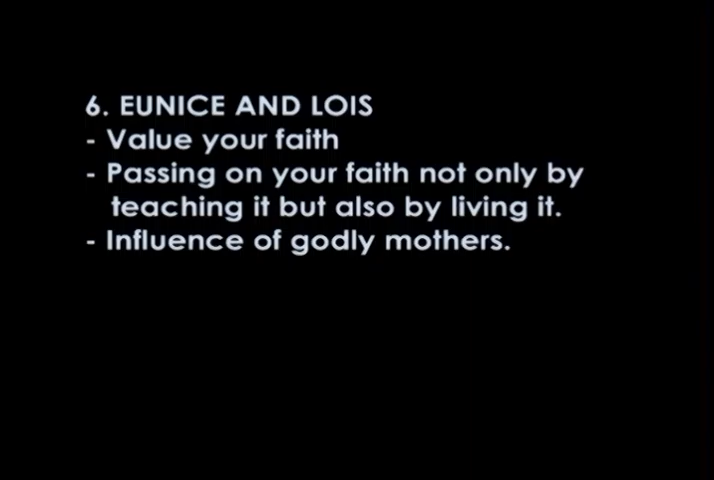 6. EUNICE AND LOIS
- Value your faith
- Passing on your faith not only by
teaching it but also by living it.
- Influence of godly mothers.